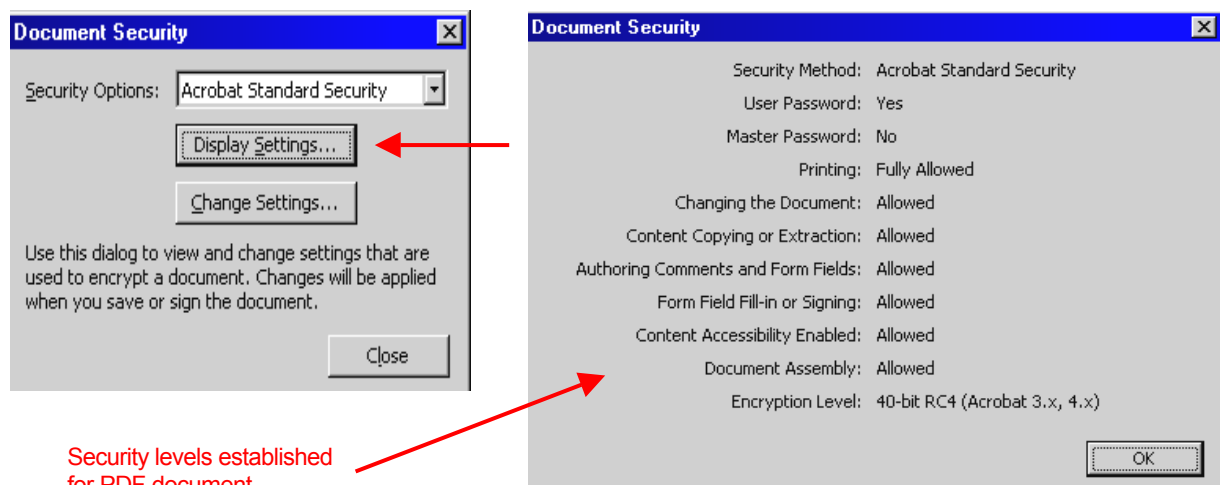 Document Security
Security Options: Acrobat Standard Security
Display Settings...
Change Settings...
Use this dialog to view and change settings that are
used to encrypt a document. Changes will be applied
when you save or sign the document.
Close
Document Security
Security Method: Acrobat Standard Security
User Password: Yes
Master Password: No
Printing: Fully Allowed
Changing the Document: Allowed
Content Copying or Extraction: Allowed
Authoring Comments and Form Fields: Allowed
Form Field Fill-in or Signing: Allowed
Content Accessibility Enabled: Allowed
Document Assembly: Allowed
Encryption Level: 40-bit RC4 (Acrobat 3.x, 4.x)
OK
Security levels established
for PDF document